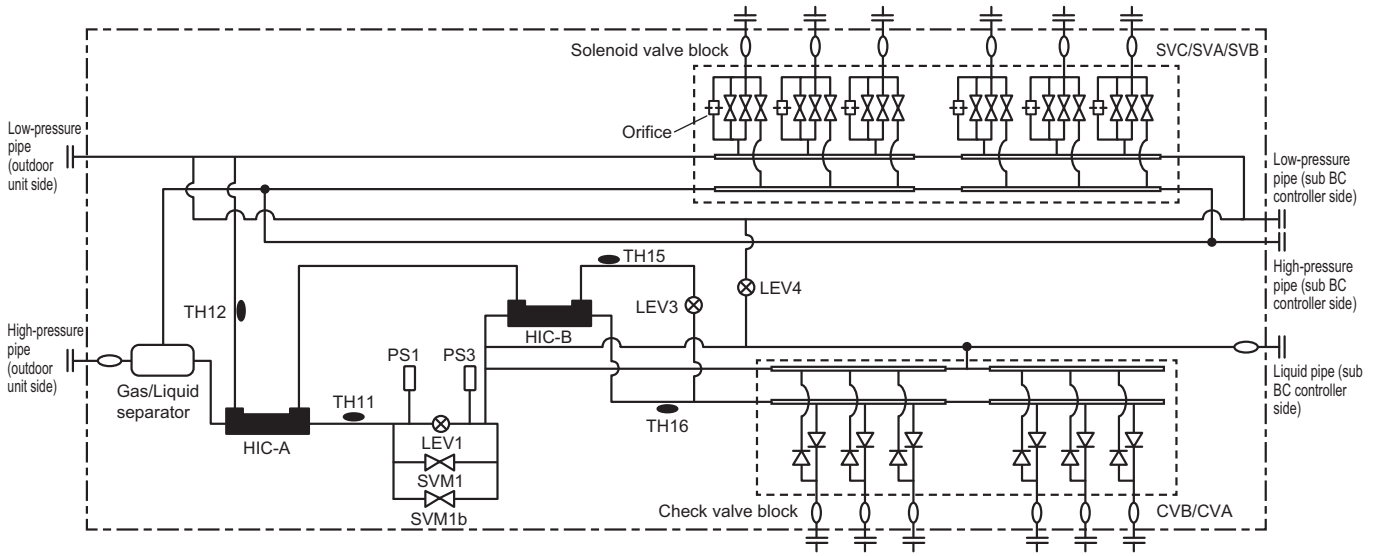 Solenoid valve block
SVC/SVA/SVB
Orifice
Low-pressure
pipe
(outdoor
unit side)
Low-pressure
pipe (sub BC
controller
side)
High-pressure
pipe (sub BC
controller side)
TH15
TH12
LEV3
LEV4
HIC-B
High-pressure
pipe
(outdoor
unit side)
PS1
PS3
Gas/Liquid
separator
Liquid pipe (sub
BC controller
side)
TH11
TH16
HIC-A
LEV1
SVM1
SVM1b
Check valve block
CVB/CVA